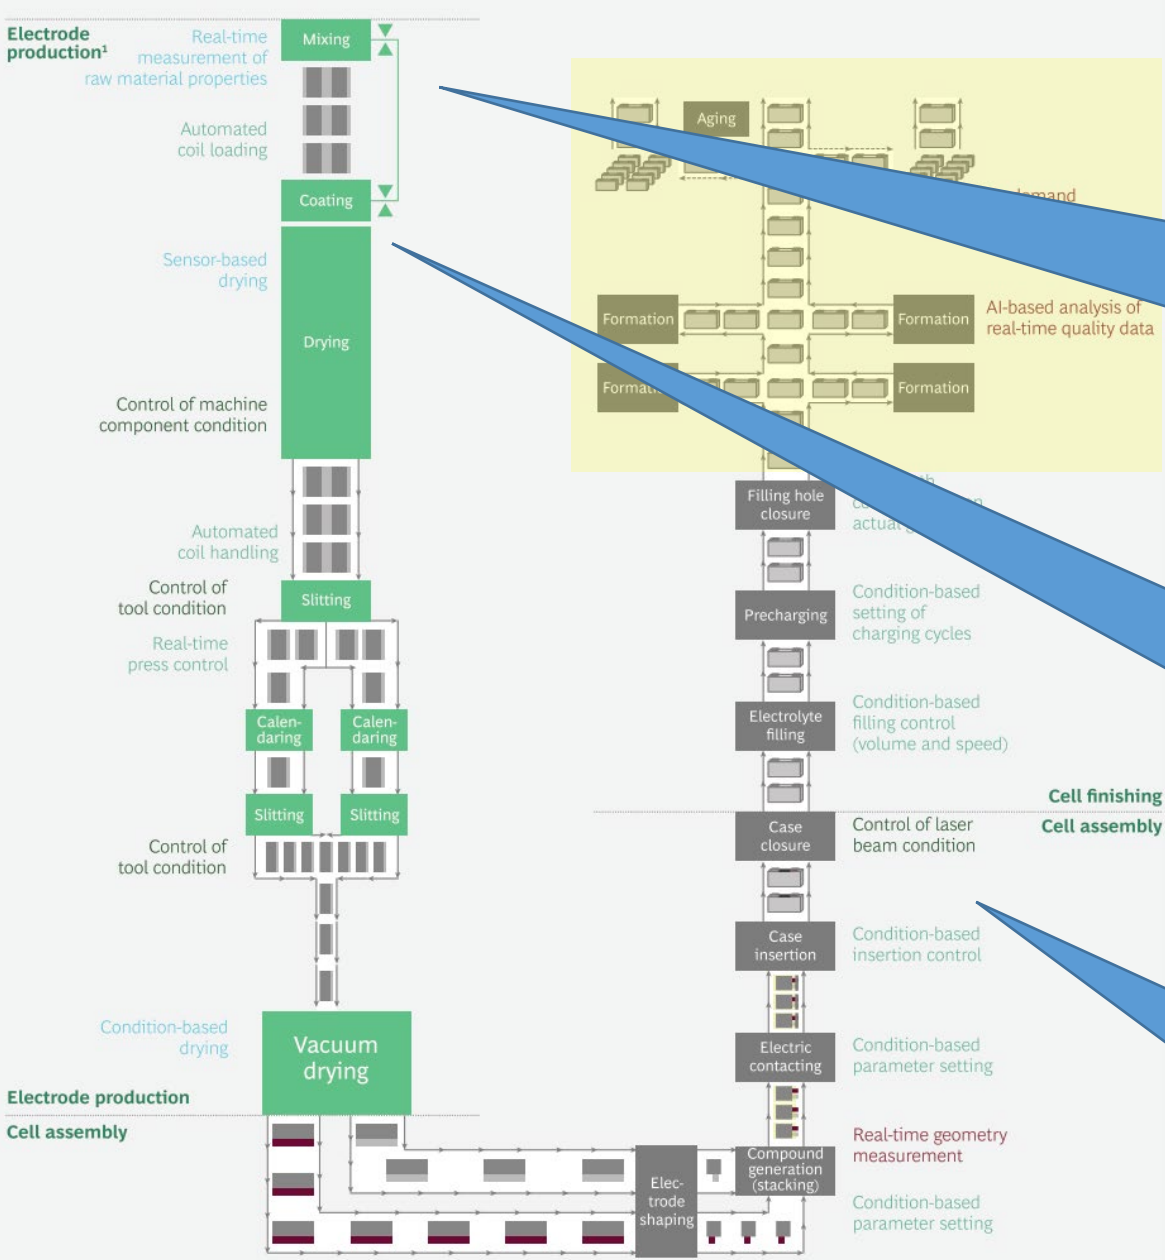 Electrode
production¹
Real-time
measurement of
raw material properties
Mixing
Automated
coil loading
Coating
Sensor-based
drying
Drying
Control of machine
component condition
Automated
coil handling
Control of
tool condition
Slitting
Real-time
press control
Calen-
daring
Calen-
daring
Slitting
Slitting
Control of
tool condition
Condition-based
drying
Vacuum
drying
Electrode production
Cell assembly
Elec-
trode
shaping
Compound
generation
(stacking)
Real-time geometry
measurement
Condition-based
parameter setting
Electric
contacting
Condition-based
parameter setting
Case
insertion
Condition-based
insertion control
Case
closure
Control of laser
beam condition
Cell finishing
Cell assembly
Electrolyte
filling
Condition-based
filling control
(volume and speed)
Precharging
Condition-based
setting of
charging cycles
Filling hole
closure
actual
Formation
Formation
Formation
AI-based analysis of
real-time quality data
Aging